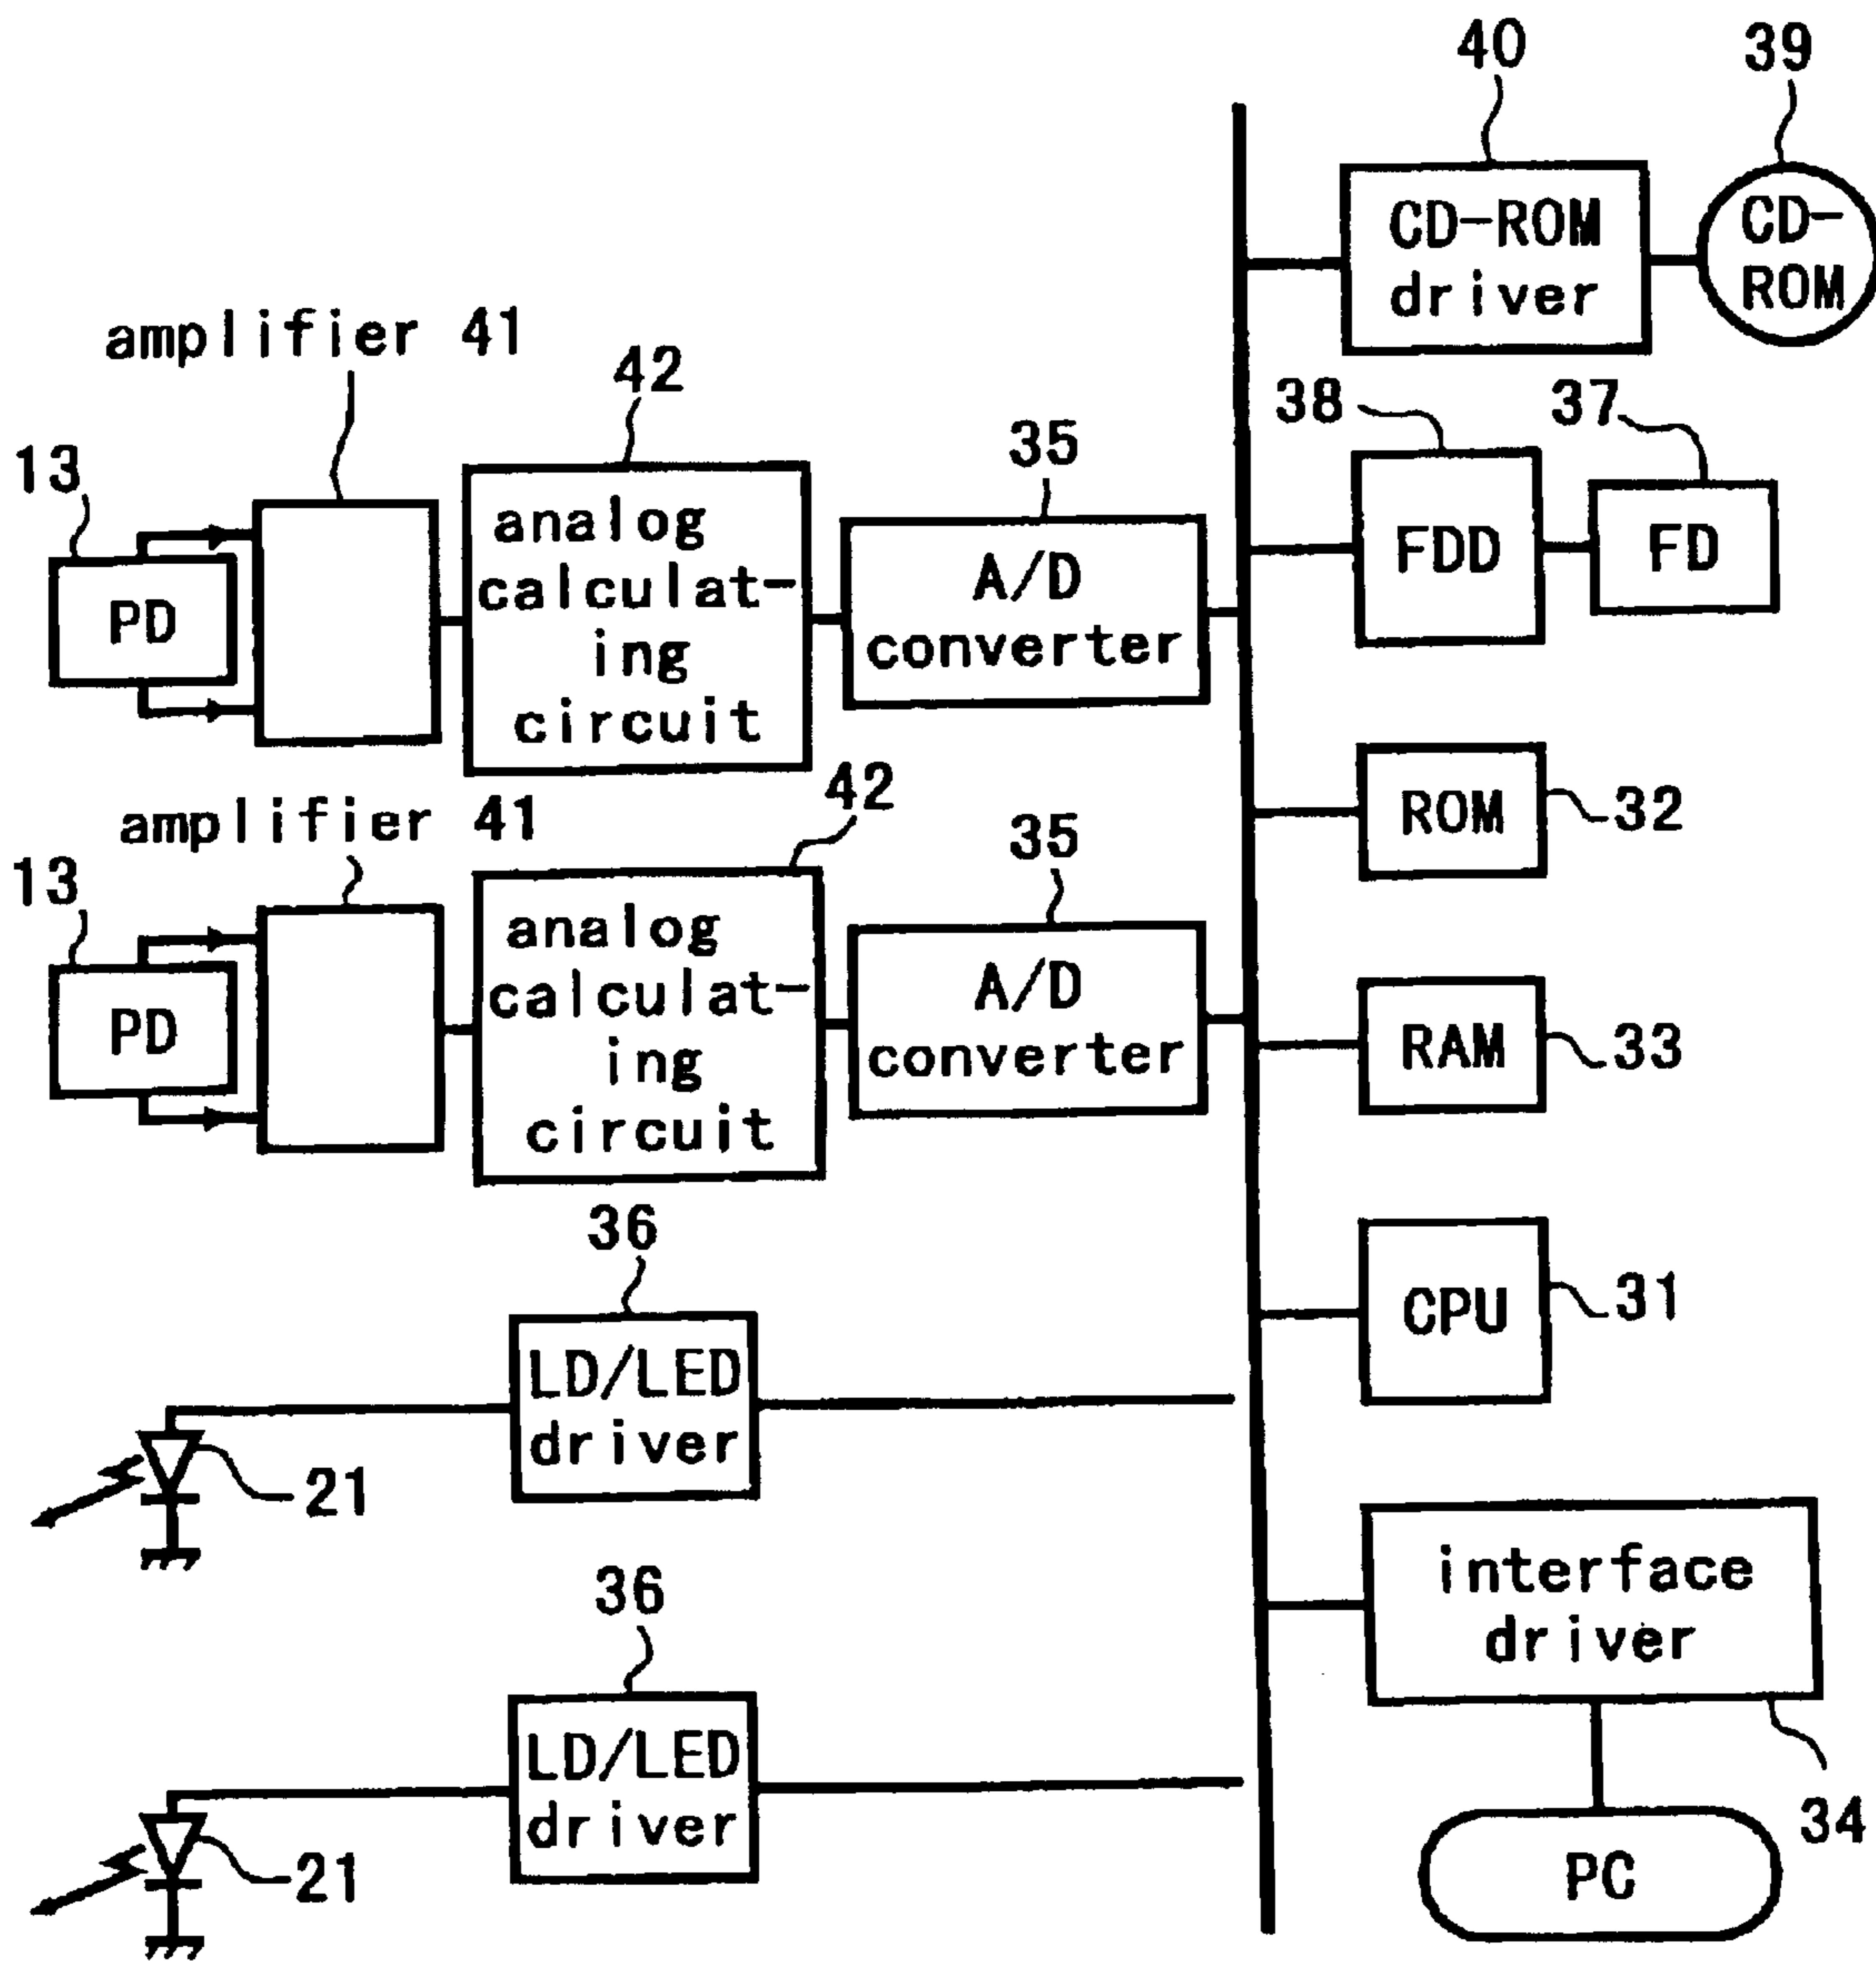 40
39
CD-ROM
driver
CD-
ROM
amplifier 41
42
35
38
37
13
PD
analog
calculat-
ing
circuit
A/D
converter
FDD
FD
ROM
32
amplifier 41
42
35
13
PD
analog
calculat-
ing
circuit
A/D
converter
RAM
33
CPU
31
36
LD/LED
driver
21
interface
driver
34
PC
36
LD/LED
driver
21